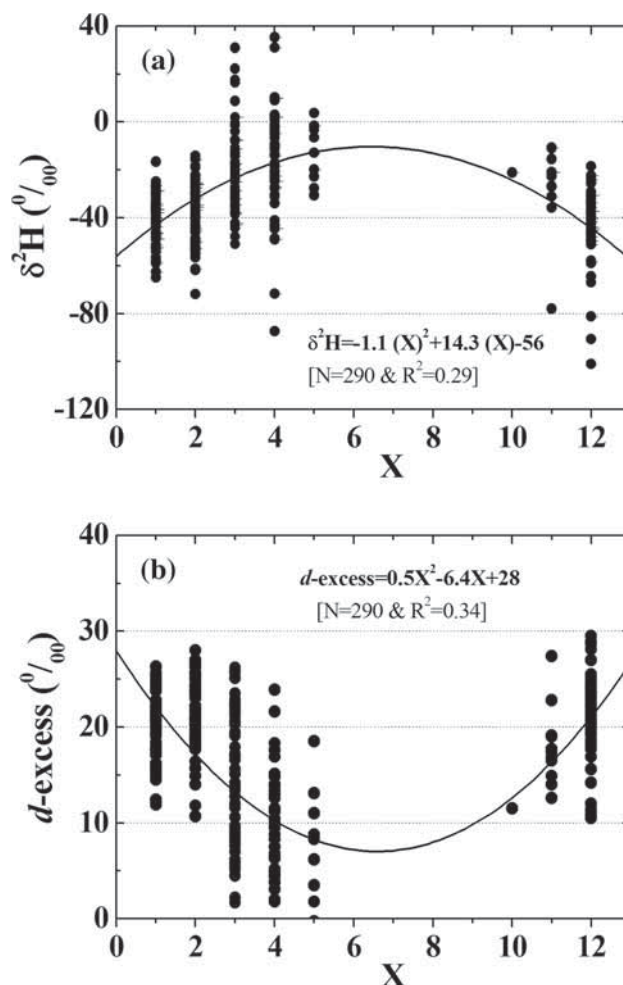 40
(a)
0
-40
-80
-120
δ²H (⁰/₀₀)
δ²H=-1.1 (X)²+14.3 (X)-56
[N=290 & R²=0.29]
0 2 4 6 8 10 12
X
40
(b)
30
20
10
0
d-excess (⁰/₀₀)
d-excess=0.5X²-6.4X+28
[N=290 & R²=0.34]
0 2 4 6 8 10 12
X